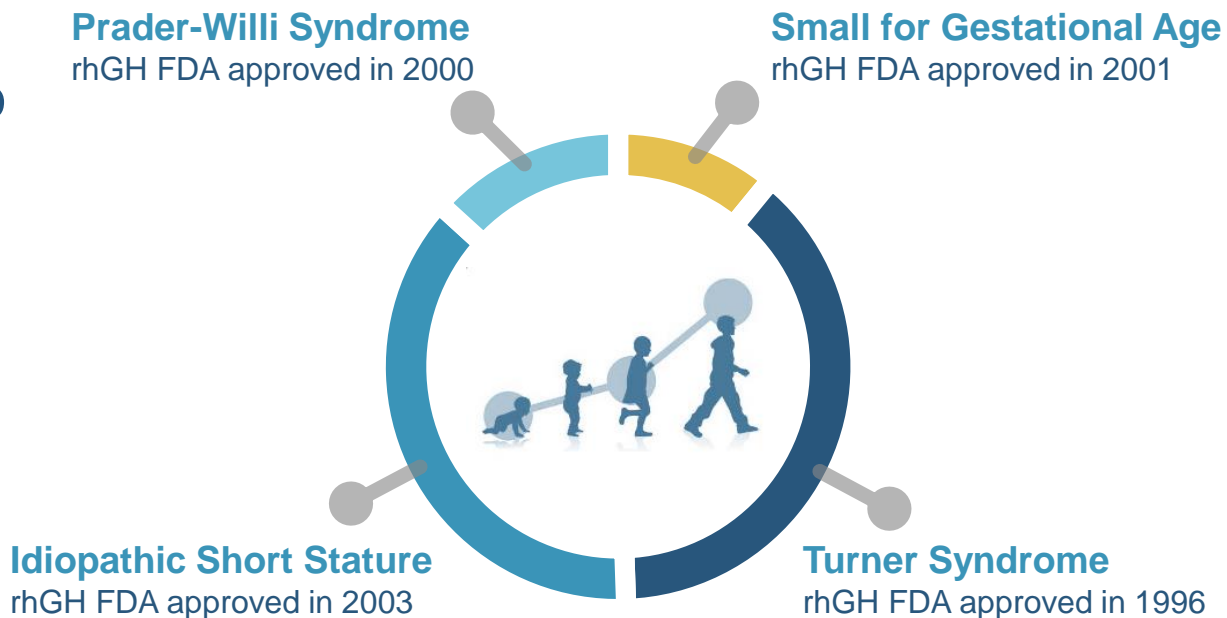 Prader-Willi Syndrome
rhGH FDA approved in 2000
Small for Gestational Age
rhGH FDA approved in 2001
Idiopathic Short Stature
rhGH FDA approved in 2003
Turner Syndrome
rhGH FDA approved in 1996